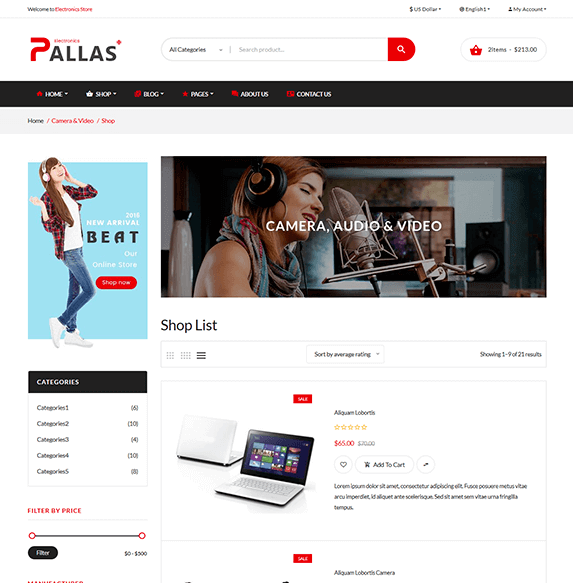 Welcome to Electronics Store
$ US Dollar
English1
My Account
Electronics
PALLAS
All Categories
Search product...
2items - $213.00
HOME
SHOP
BLOG
PAGES
ABOUT US
CONTACT US
Home / Camera & Video / Shop
2018
NEW ARRIVAL
BEAT
Our
Online Store
Shop now
CAMERA, AUDIO & VIDEO
Shop List
Sort by average rating
Showing 1–9 of 21 results
CATEGORIES
Categories1 (6)
Categories2 (10)
Categories3 (4)
Categories4 (10)
Categories5 (8)
FILTER BY PRICE
Filter
$0 - $500
MANUFACTURER
SALE
Aliquam Lobortis
$65.00 $70.00
Add To Cart
Lorem ipsum dolor sit amet, consectetur adipiscing elit. Fusce posuere metus vitae
arcu imperdiet, id aliquet ante scelerisque. Sed sit amet sem vitae urna fringilla
tempus.
SALE
Aliquam Lobortis Camera